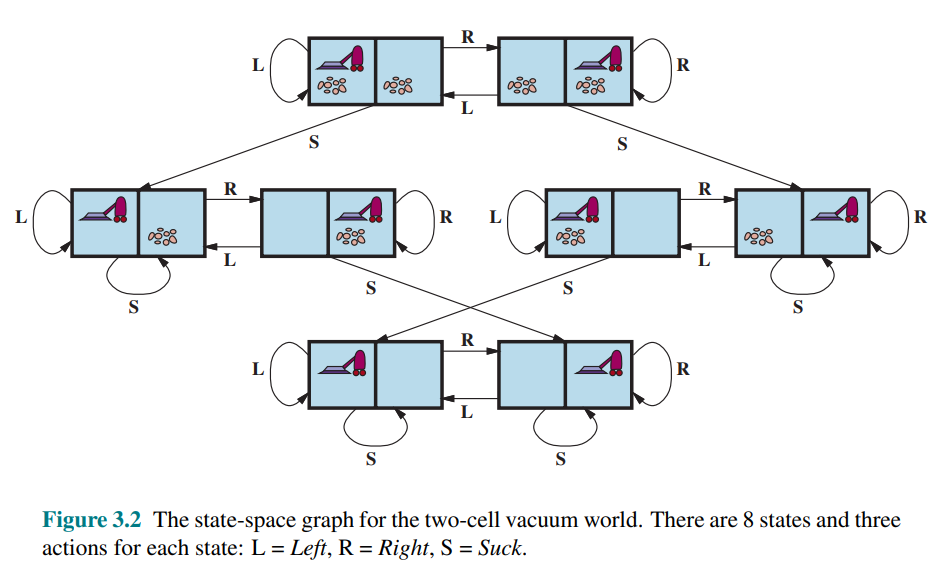 R
L R
L
S S
R R
L R L R
L L
S S
S S
R
L R
L
S S
Figure 3.2 The state-space graph for the two-cell vacuum world. There are 8 states and three
actions for each state: L = Left, R = Right, S = Suck.